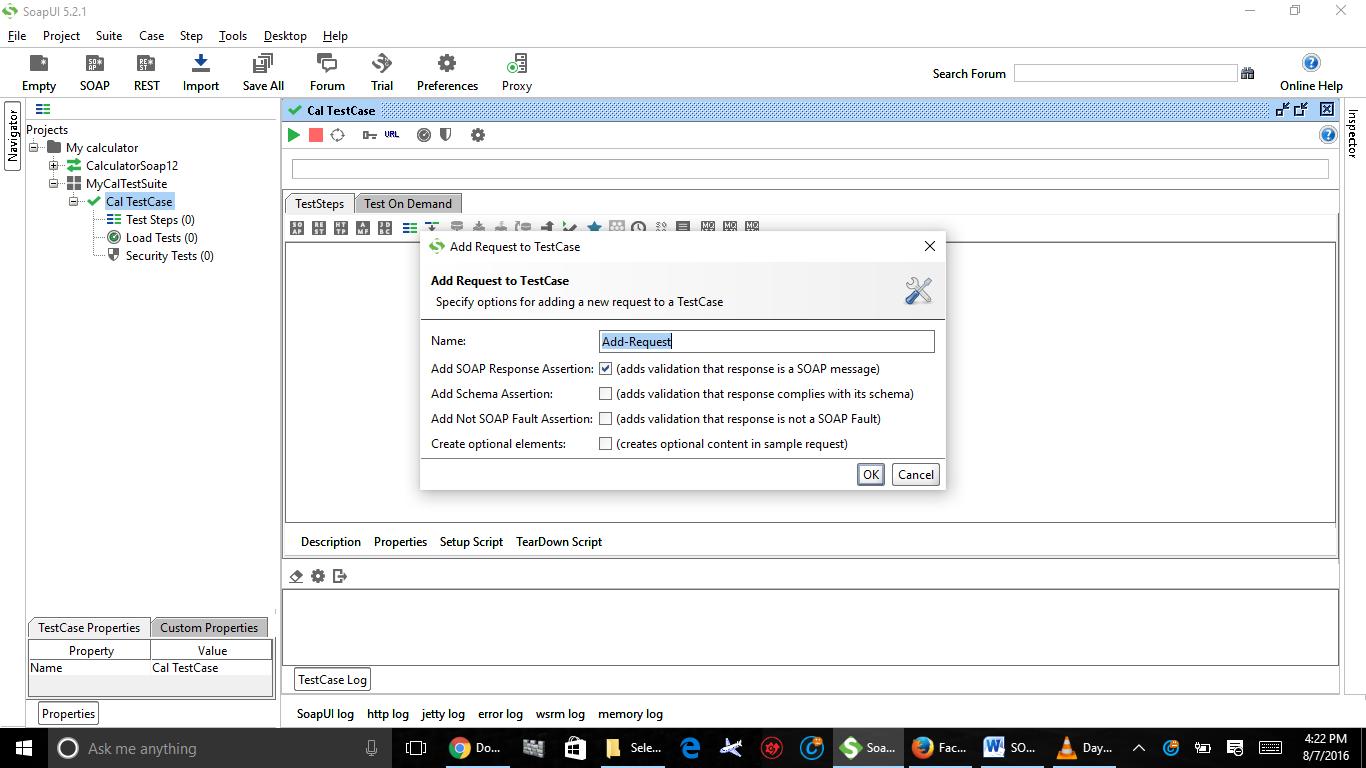 SoapUI 5.2.1
File Project Suite Case Step Tools Desktop Help
Empty SOAP REST Import Save All Forum Trial Preferences Proxy
Search Forum
Online Help
Navigator
Projects
My calculator
CalculatorSoap12
MyCalTestSuite
Cal TestCase
Test Steps (0)
Load Tests (0)
Security Tests (0)
Cal TestCase
Inspector
URL
TestSteps Test On Demand
Add Request to TestCase
Add Request to TestCase
Specify options for adding a new request to a TestCase
Name: Add-Request
Add SOAP Response Assertion: (adds validation that response is a SOAP message)
Add Schema Assertion: (adds validation that response complies with its schema)
Add Not SOAP Fault Assertion: (adds validation that response is not a SOAP Fault)
Create optional elements: (creates optional content in sample request)
OK Cancel
Description Properties Setup Script TearDown Script
TestCase Properties Custom Properties
Property Value
Name Cal TestCase
Properties
TestCase Log
SoapUI log http log jetty log error log wsrm log memory log
Ask me anything
Do... Sele... Soa... Fac... SO... Day...
4:22 PM
8/7/2016